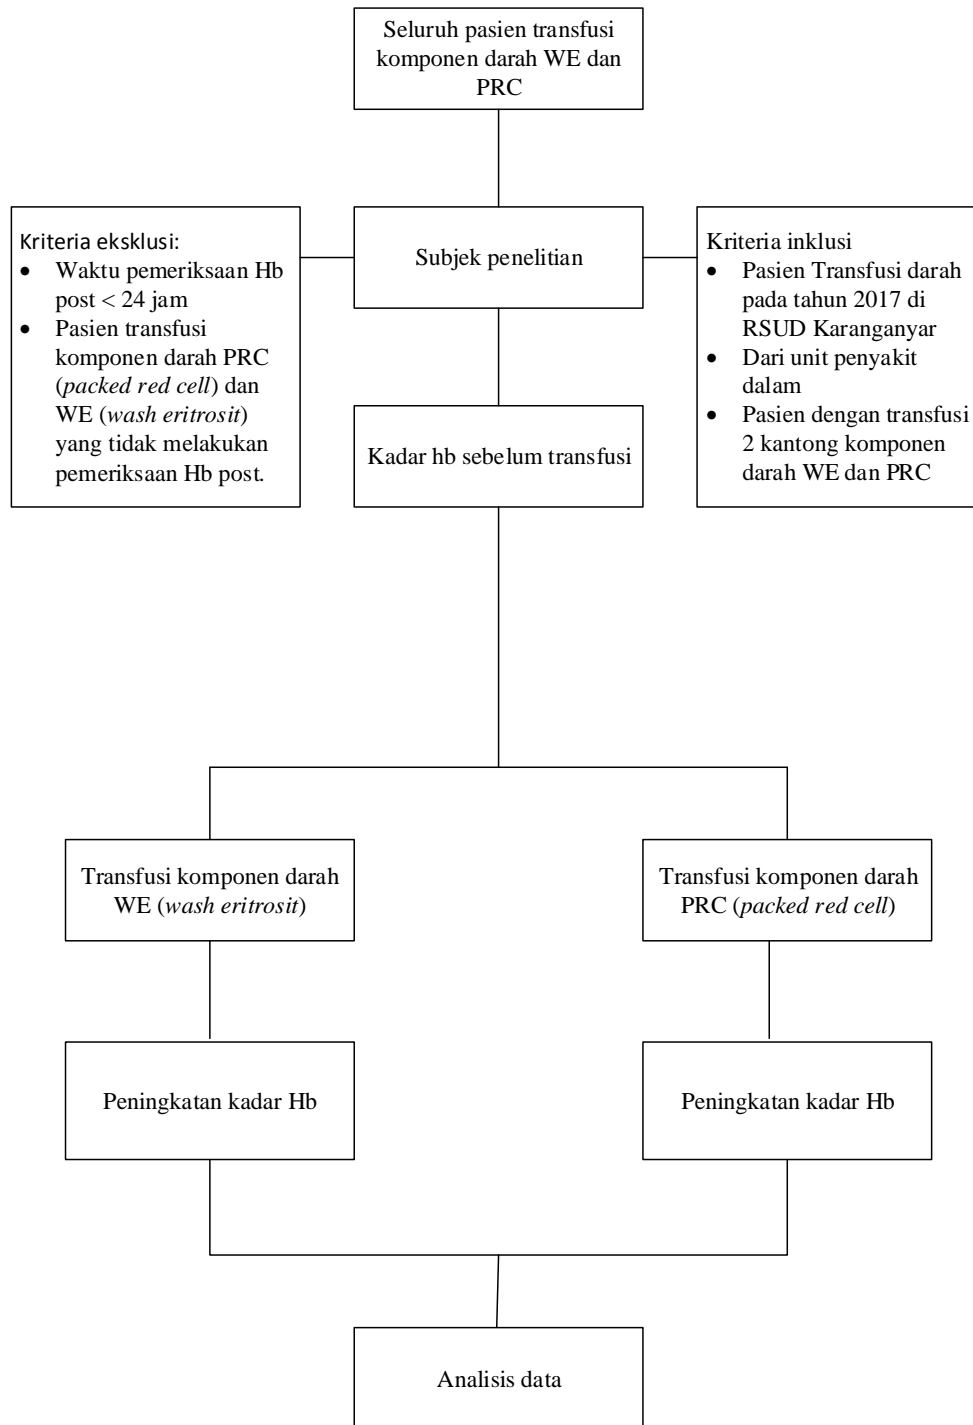 Seluruh pasien transfusi
komponen darah WE dan
PRC
Kriteria eksklusi:
• Waktu pemeriksaan Hb
post < 24 jam
• Pasien transfusi
komponen darah PRC
(packed red cell) dan
WE (wash eritrosit)
yang tidak melakukan
pemeriksaan Hb post.
Subjek penelitian
Kriteria inklusi
• Pasien Transfusi darah
pada tahun 2017 di
RSUD Karanganyar
• Dari unit penyakit
dalam
• Pasien dengan transfusi
2 kantong komponen
darah WE dan PRC
Kadar hb sebelum transfusi
Transfusi komponen darah
WE (wash eritrosit)
Transfusi komponen darah
PRC (packed red cell)
Peningkatan kadar Hb
Peningkatan kadar Hb
Analisis data